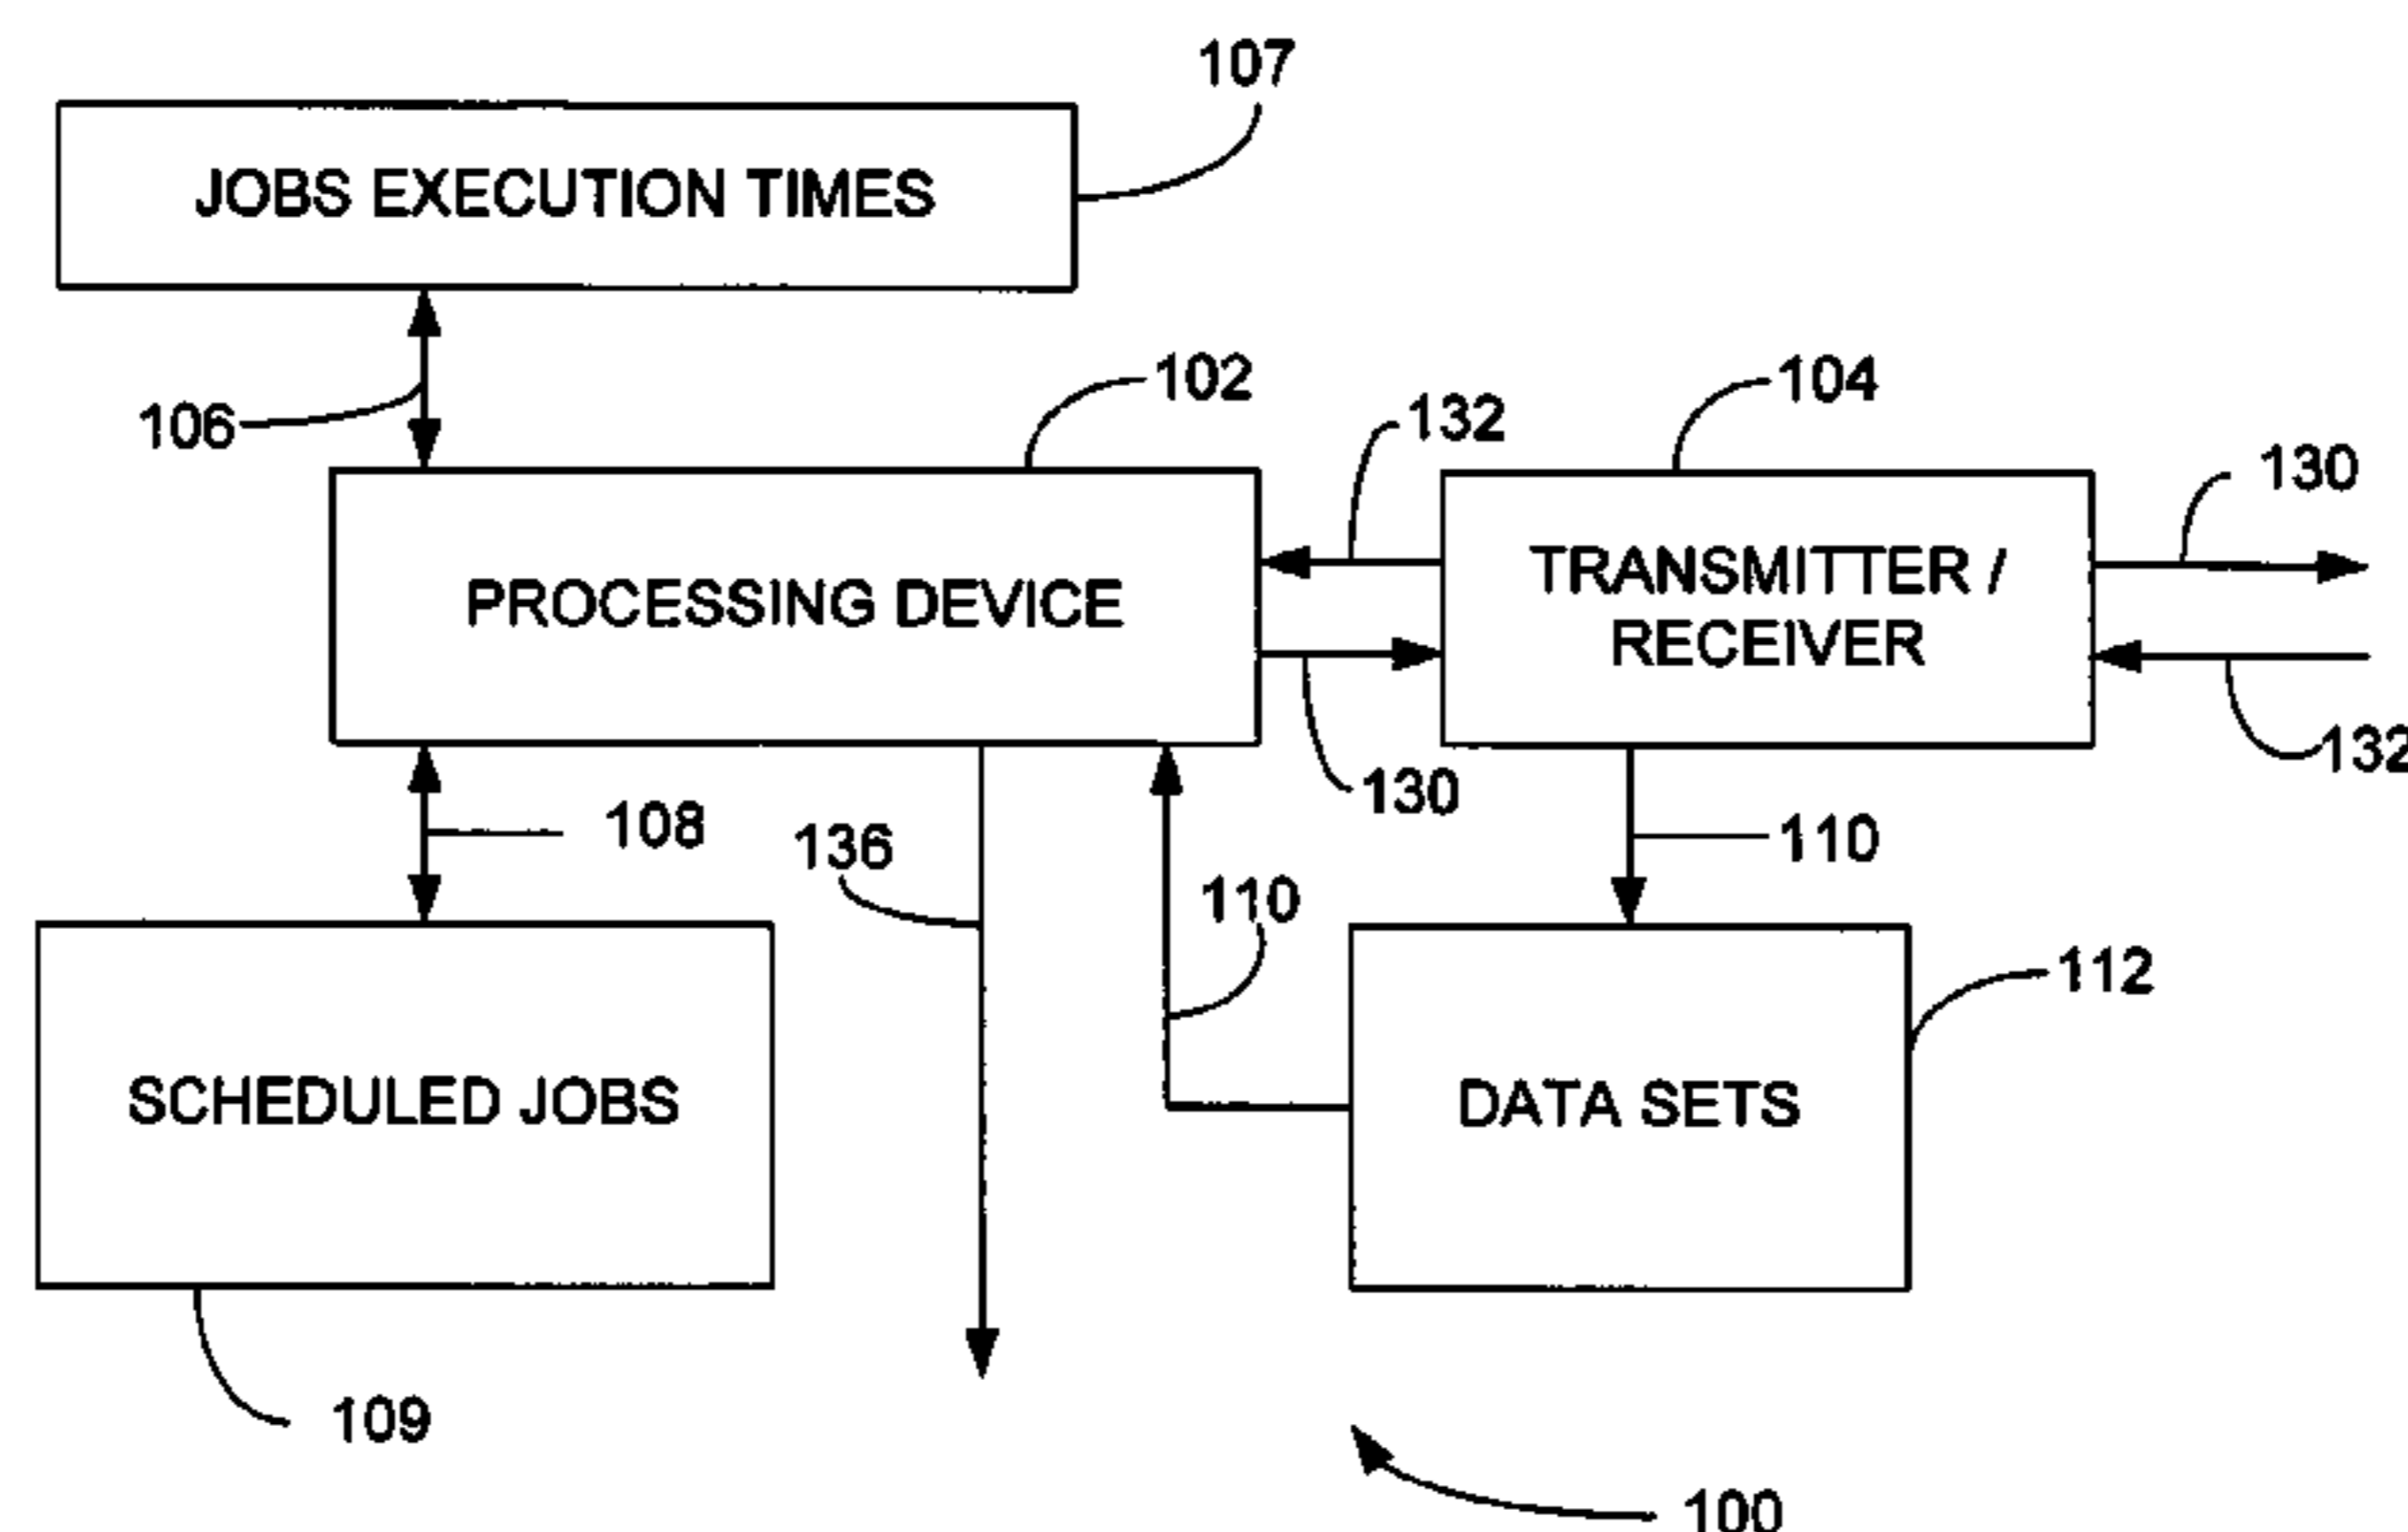 107
JOBS EXECUTION TIMES
106
102
132
104
130
PROCESSING DEVICE
TRANSMITTER /
RECEIVER
132
130
108
136
110
110
112
SCHEDULED JOBS
DATA SETS
109
100